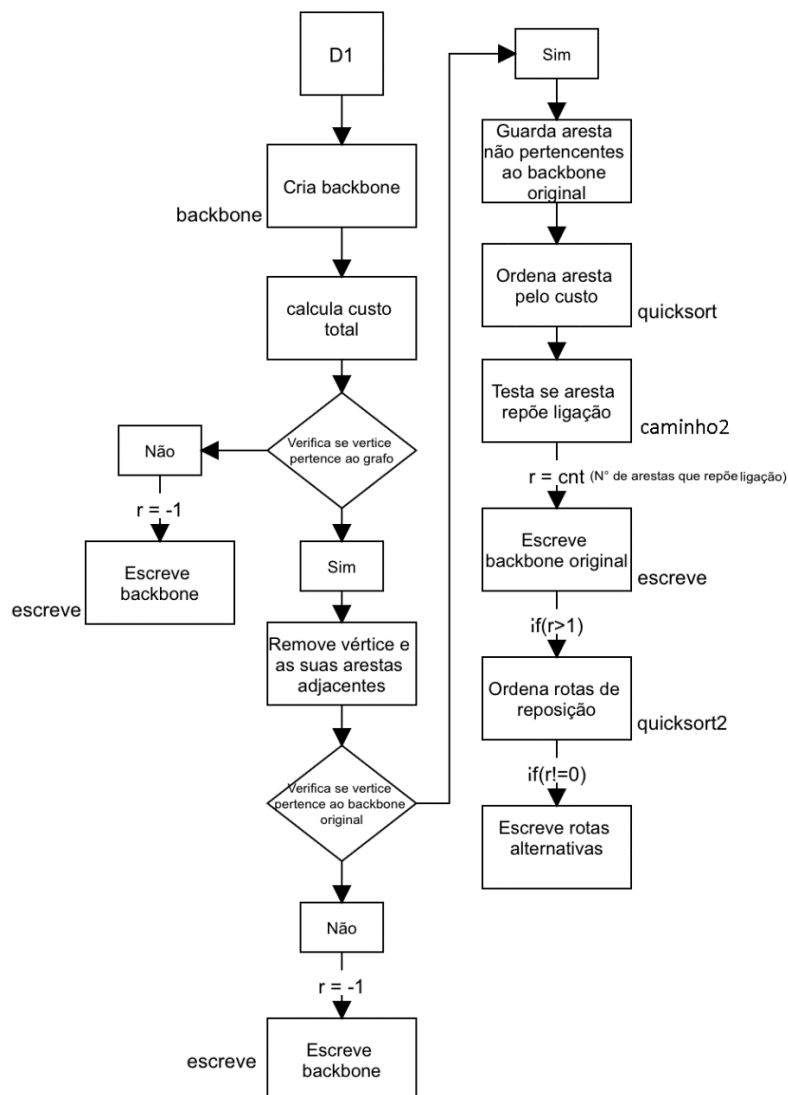 D1
Cria backbone
backbone
calcula custo
total
Verifica se vertice
pertence ao grafo
Não
r = -1
Escreve
backbone
escreve
Sim
Remove vértice e
as suas arestas
adjacentes
Verifica se vertice
pertence ao backbone
original
Não
r = -1
Escreve
backbone
escreve
Sim
Guarda aresta
não pertencentes
ao backbone
original
Ordena aresta
pelo custo
quicksort
Testa se aresta
repõe ligação
caminho2
r = cnt (N° de arestas que repõe ligação)
Escreve
backbone original
escreve
if(r>1)
Ordena rotas de
reposição
quicksort2
if(r!=0)
Escreve rotas
alternativas